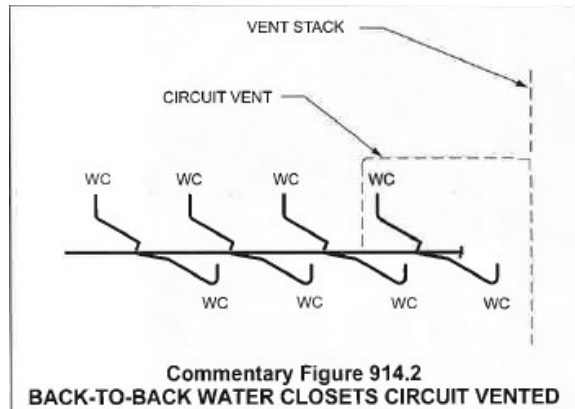 VENT STACK
CIRCUIT VENT
WC WC WC WC
WC WC WC WC
Commentary Figure 914.2
BACK-TO-BACK WATER CLOSETS CIRCUIT VENTED